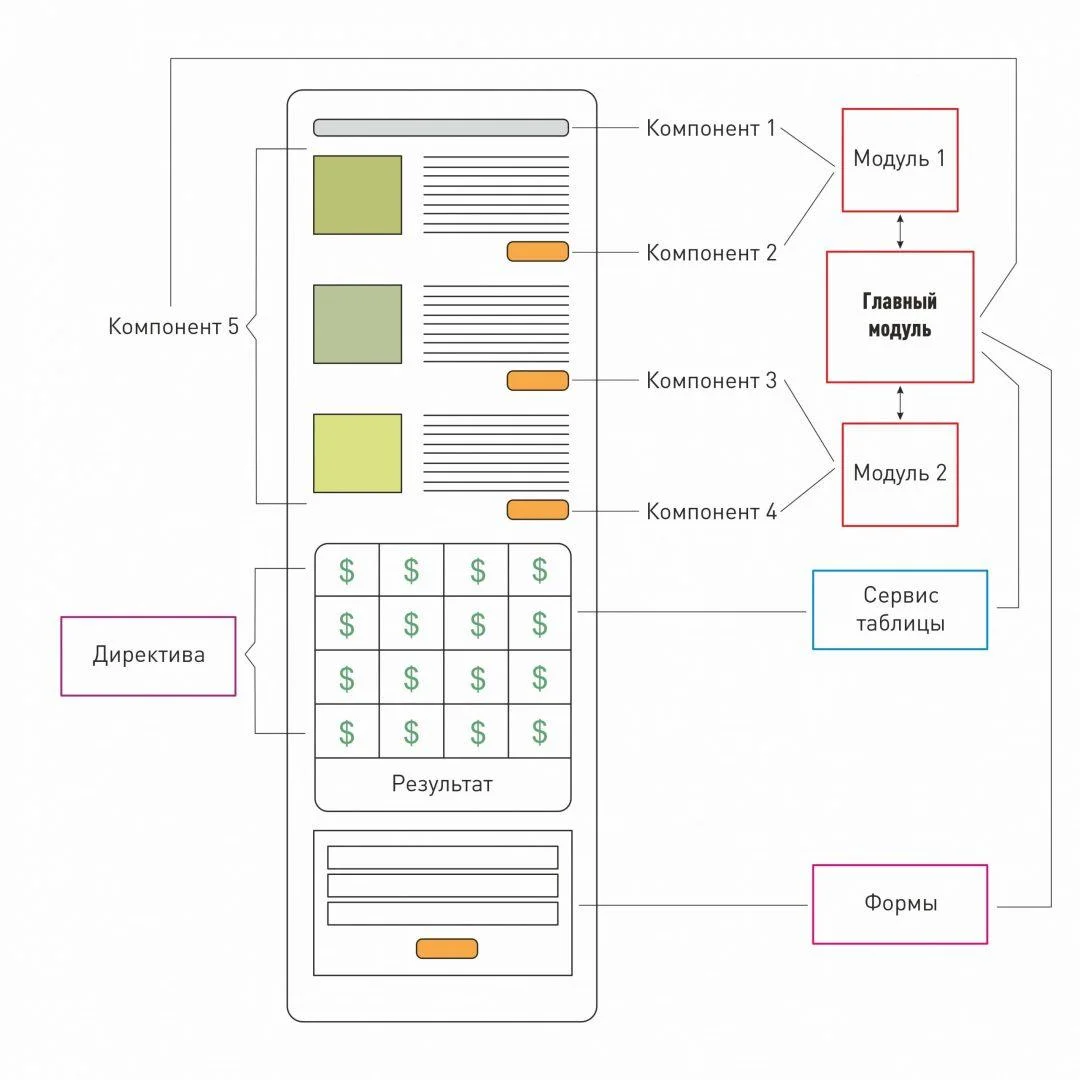 Компонент 1
Модуль 1
Компонент 2
Главный
модуль
Компонент 5
Компонент 3
Модуль 2
Компонент 4
$ $ $ $
Сервис
таблицы
$ $ $ $
Директива
$ $ $ $
$ $ $ $
Результат
Формы